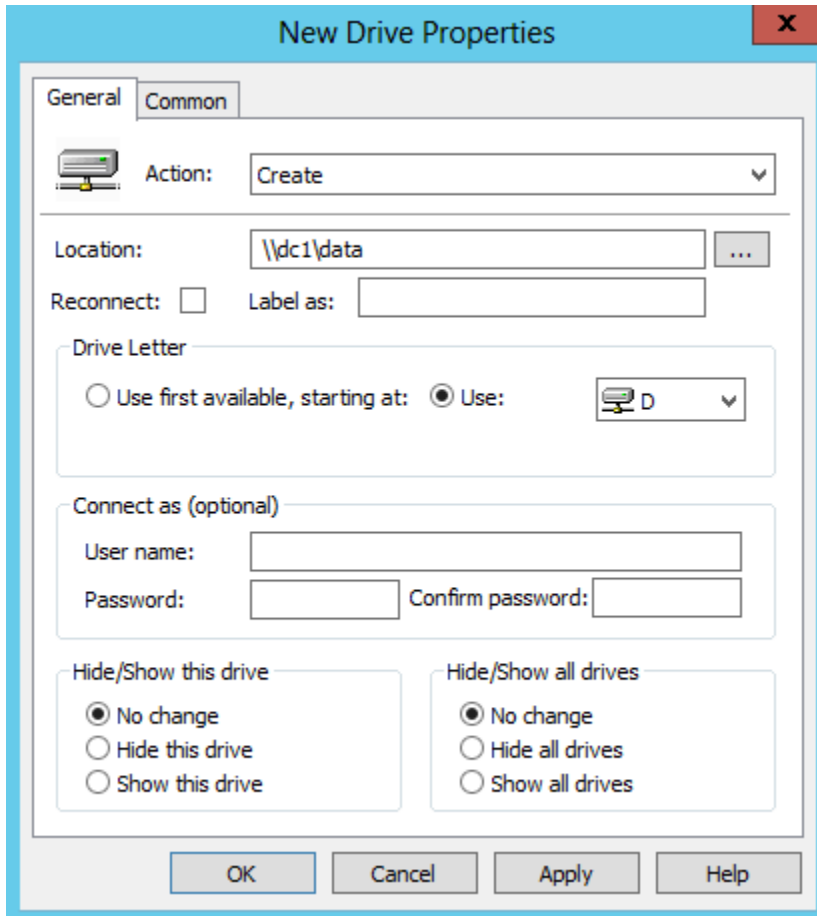 New Drive Properties
x
General Common
Action: Create
Location: \\dc1\data ...
Reconnect: Label as:
Drive Letter
Use first available, starting at: Use: D
Connect as (optional)
User name:
Password: Confirm password:
Hide/Show this drive Hide/Show all drives
No change No change
Hide this drive Hide all drives
Show this drive Show all drives
OK Cancel Apply Help